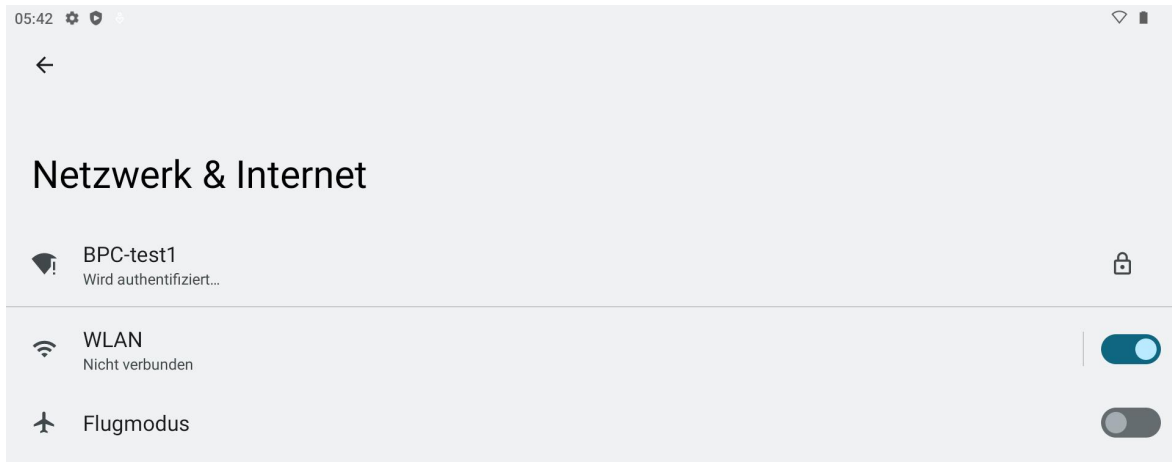 05:42
Netzwerk & Internet
BPC-test1
Wird authentifiziert…
WLAN
Nicht verbunden
Flugmodus